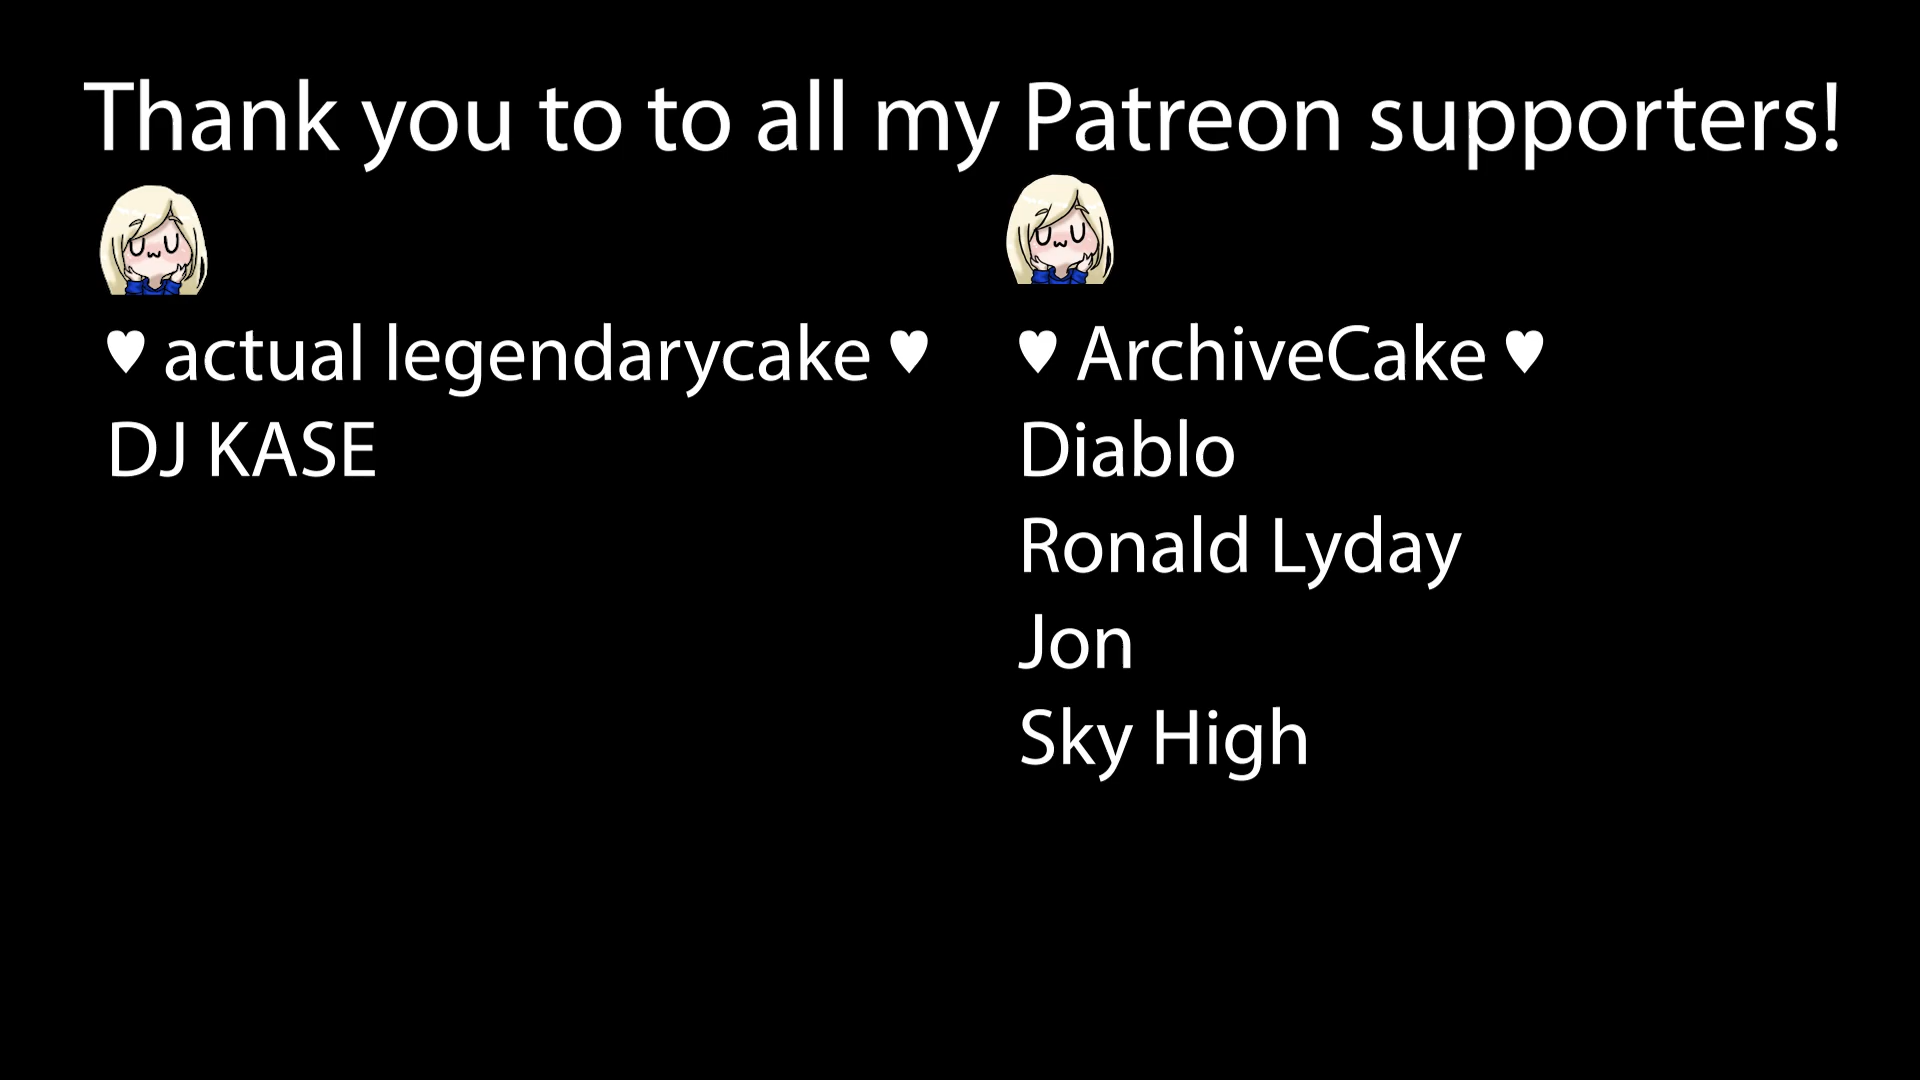 Thank you to to all my Patreon supporters!
♥ actual legendarycake ♥
DJ KASE
♥ ArchiveCake ♥
Diablo
Ronald Lyday
Jon
Sky High